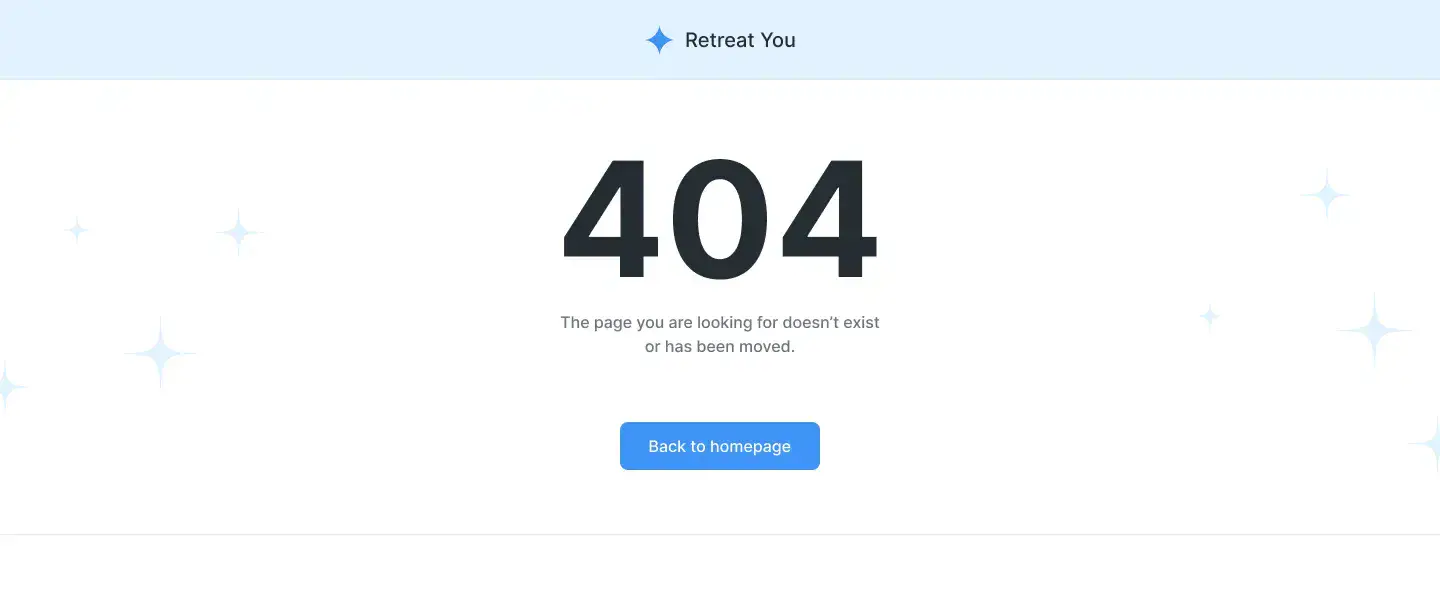 Retreat You
404
The page you are looking for doesn’t exist
or has been moved.
Back to homepage